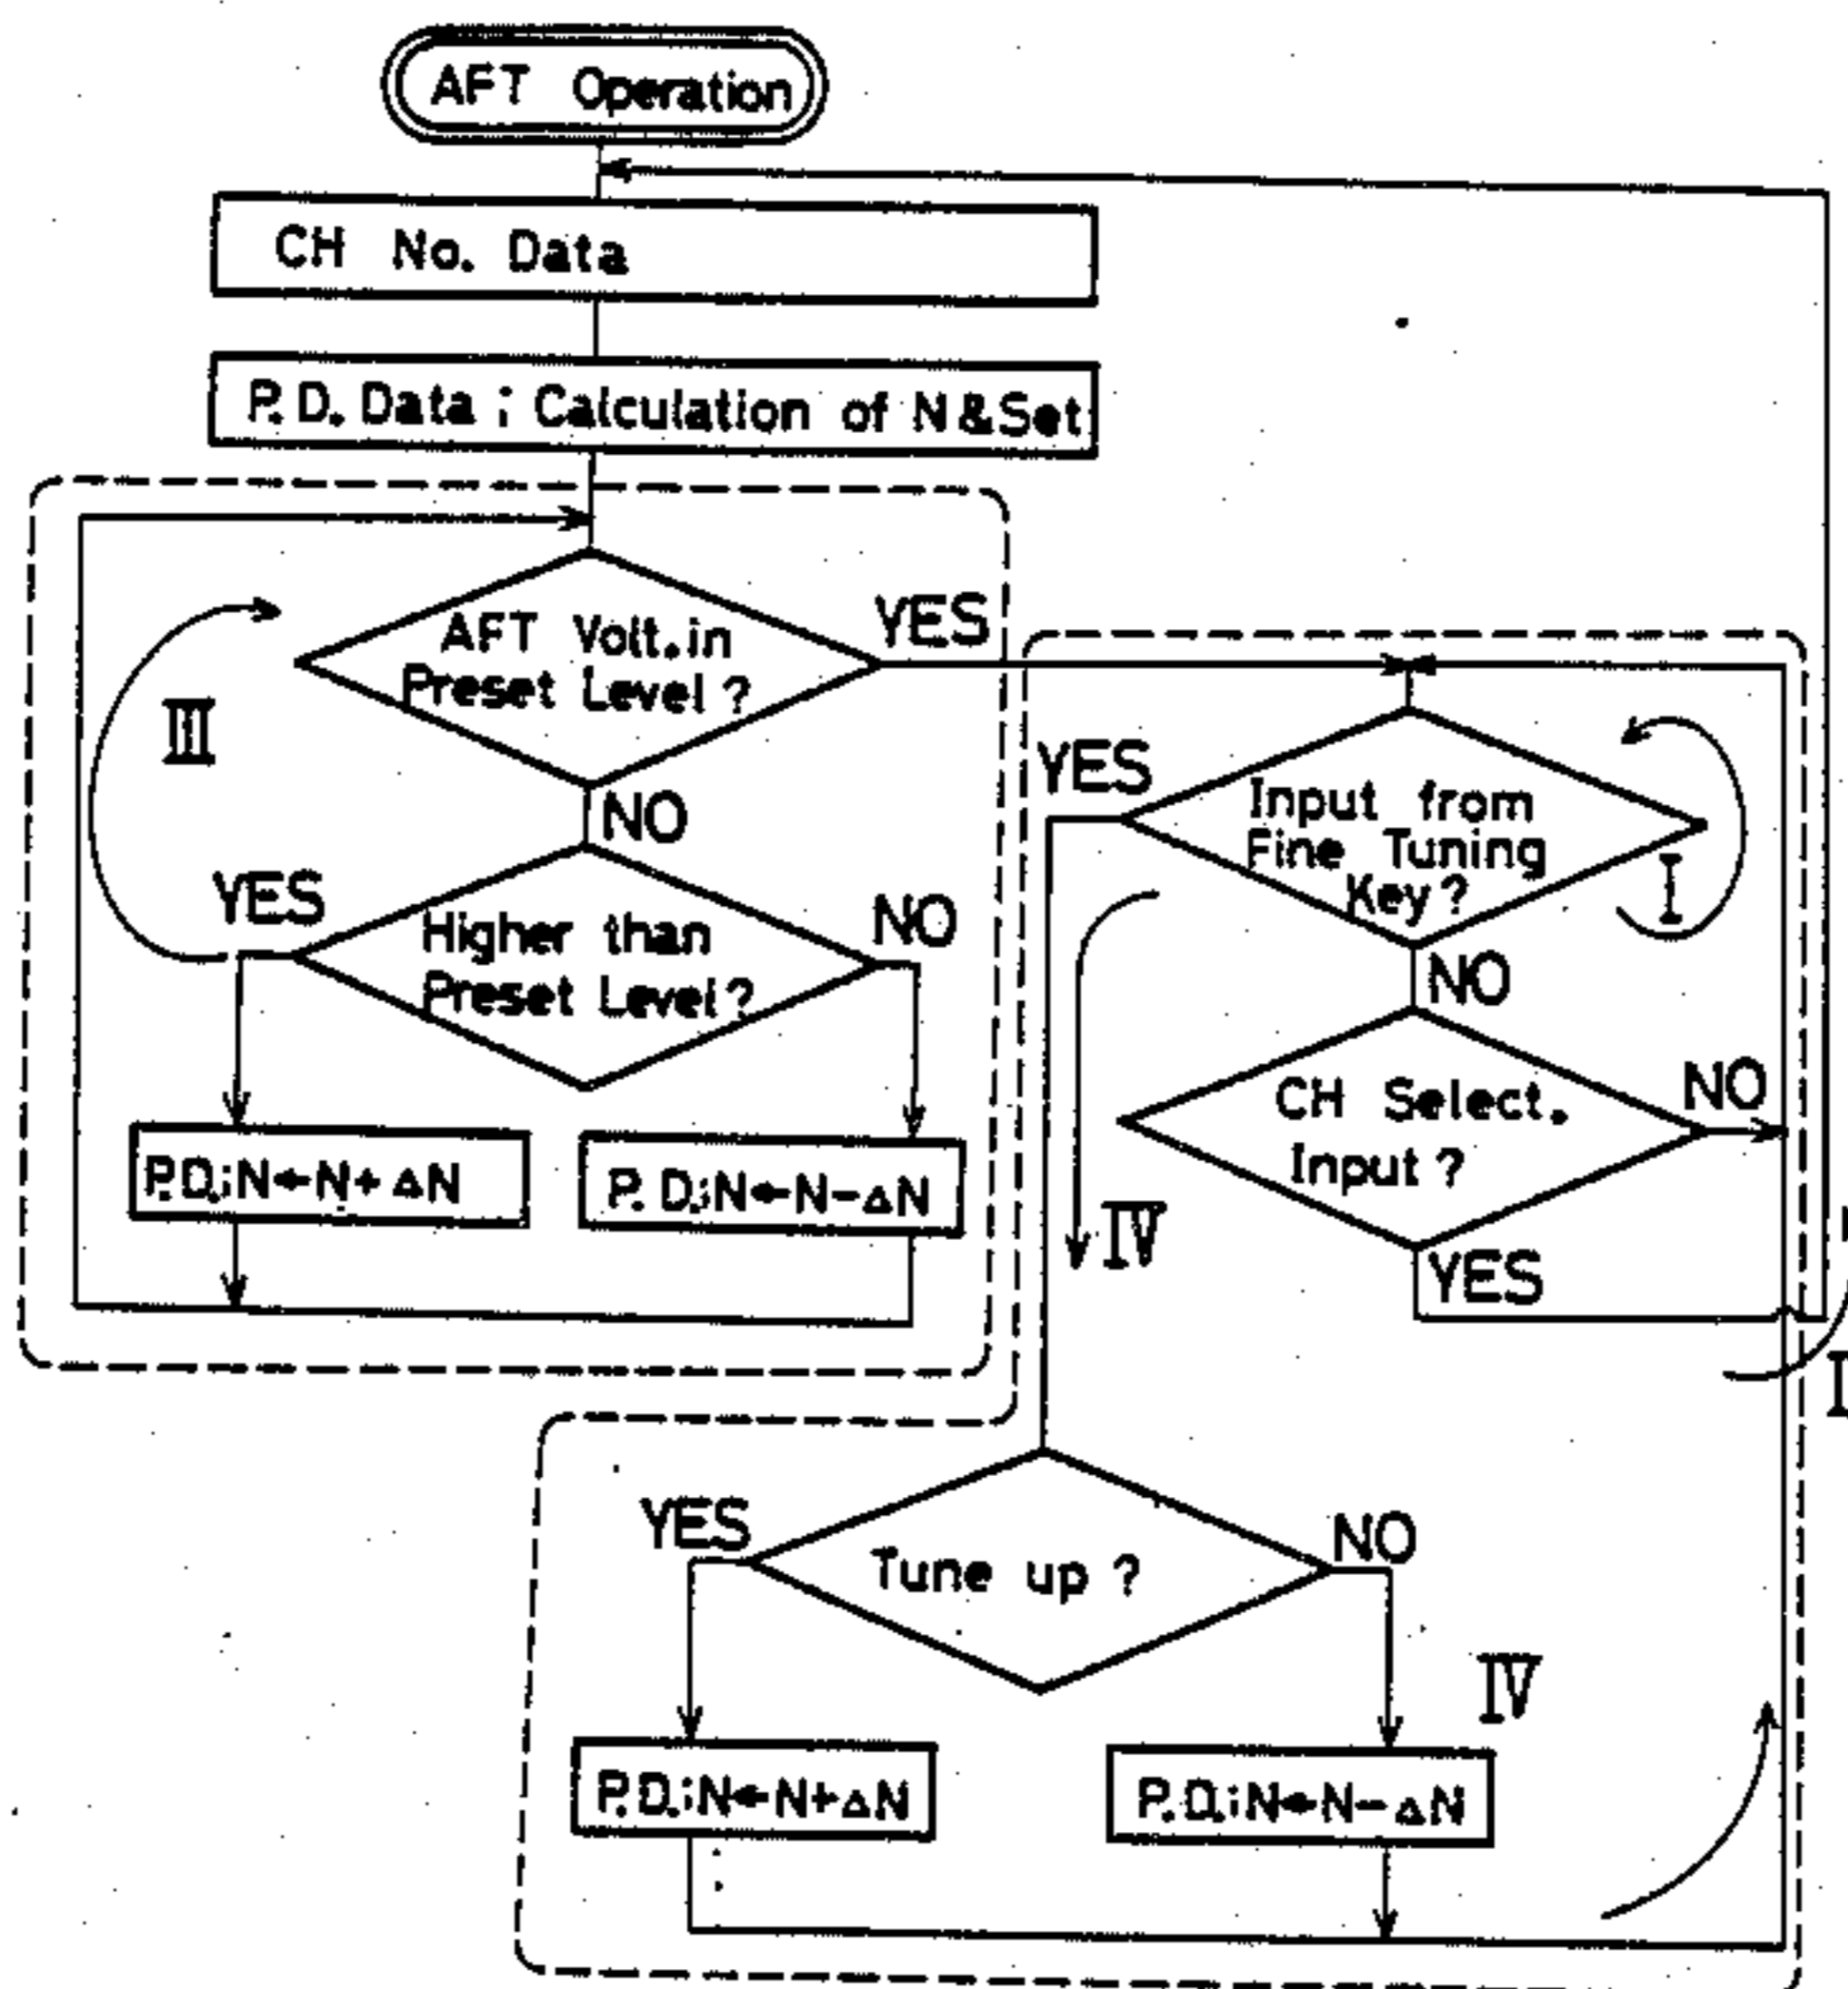 AFT Operation
CH No. Data
P.D. Data ; Calculation of N & Set
AFT Volt. in
Preset Level ?
YES
NO
III
Higher than
Preset Level ?
YES
NO
P.D.;N←N+ΔN
P.D.;N←N-ΔN
Input from
Fine Tuning
Key ?
YES
NO
I
CH Select.
Input ?
NO
YES
IV
Tune up ?
YES
NO
IV
P.D.;N←N+ΔN
P.D.;N←N-ΔN